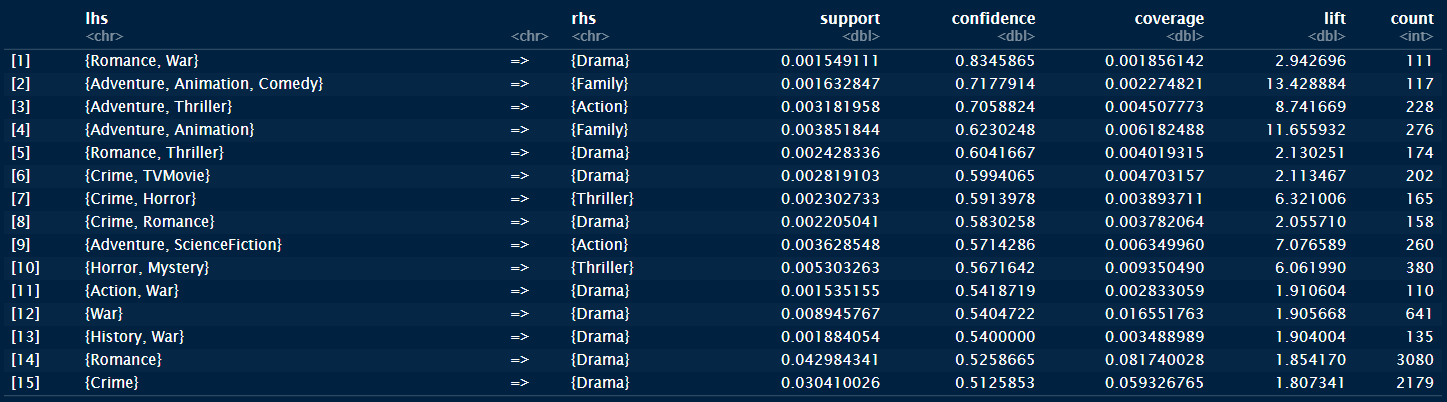 lhs rhs support confidence coverage lift count
<chr> <chr> <chr> <dbl> <dbl> <dbl> <dbl> <int>
[1] {Romance, War} => {Drama} 0.001549111 0.8345865 0.001856142 2.942696 111
[2] {Adventure, Animation, Comedy} => {Family} 0.001632847 0.7177914 0.002274821 13.428884 117
[3] {Adventure, Thriller} => {Action} 0.003181958 0.7058824 0.004507773 8.741669 228
[4] {Adventure, Animation} => {Family} 0.003851844 0.6230248 0.006182488 11.655932 276
[5] {Romance, Thriller} => {Drama} 0.002428336 0.6041667 0.004019315 2.130251 174
[6] {Crime, TVMovie} => {Drama} 0.002819103 0.5994065 0.004703157 2.113467 202
[7] {Crime, Horror} => {Thriller} 0.002302733 0.5913978 0.003893711 6.321006 165
[8] {Crime, Romance} => {Drama} 0.002205041 0.5830258 0.003782064 2.055710 158
[9] {Adventure, ScienceFiction} => {Action} 0.003628548 0.5714286 0.006349960 7.076589 260
[10] {Horror, Mystery} => {Thriller} 0.005303263 0.5671642 0.009350490 6.061990 380
[11] {Action, War} => {Drama} 0.001535155 0.5418719 0.002833059 1.910604 110
[12] {War} => {Drama} 0.008945767 0.5404722 0.016551763 1.905668 641
[13] {History, War} => {Drama} 0.001884054 0.5400000 0.003488989 1.904004 135
[14] {Romance} => {Drama} 0.042984341 0.5258665 0.081740028 1.854170 3080
[15] {Crime} => {Drama} 0.030410026 0.5125853 0.059326765 1.807341 2179